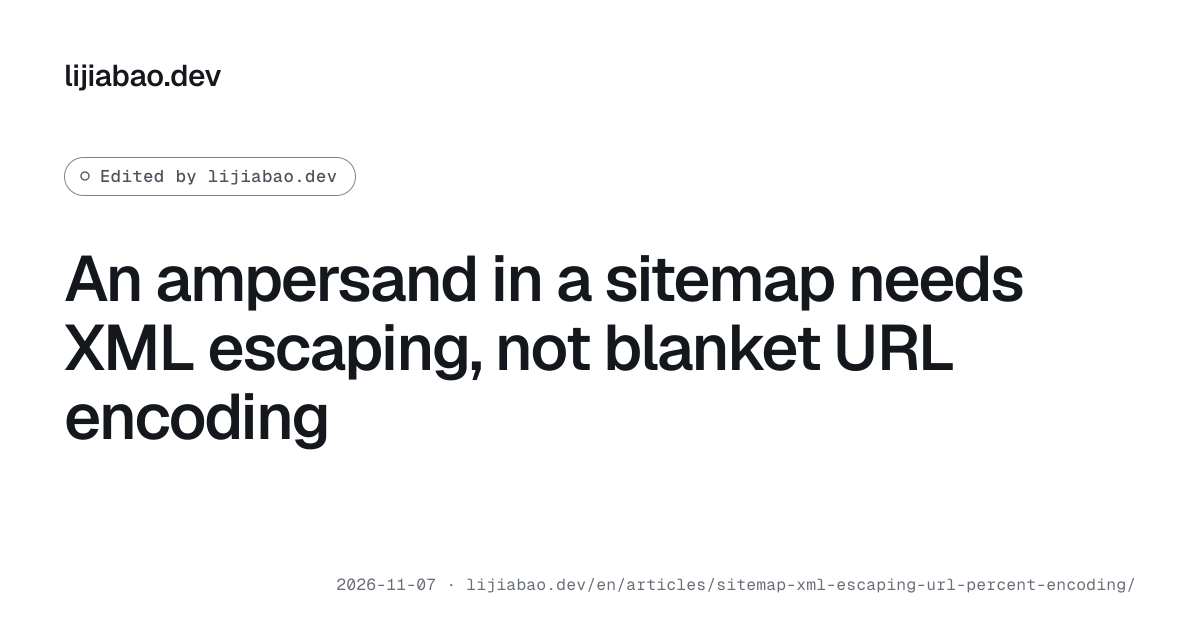 lijiabao.dev
Edited by lijiabao.dev
An ampersand in a sitemap needs
XML escaping, not blanket URL
encoding
2026-11-07 · lijiabao.dev/en/articles/sitemap-xml-escaping-url-percent-encoding/